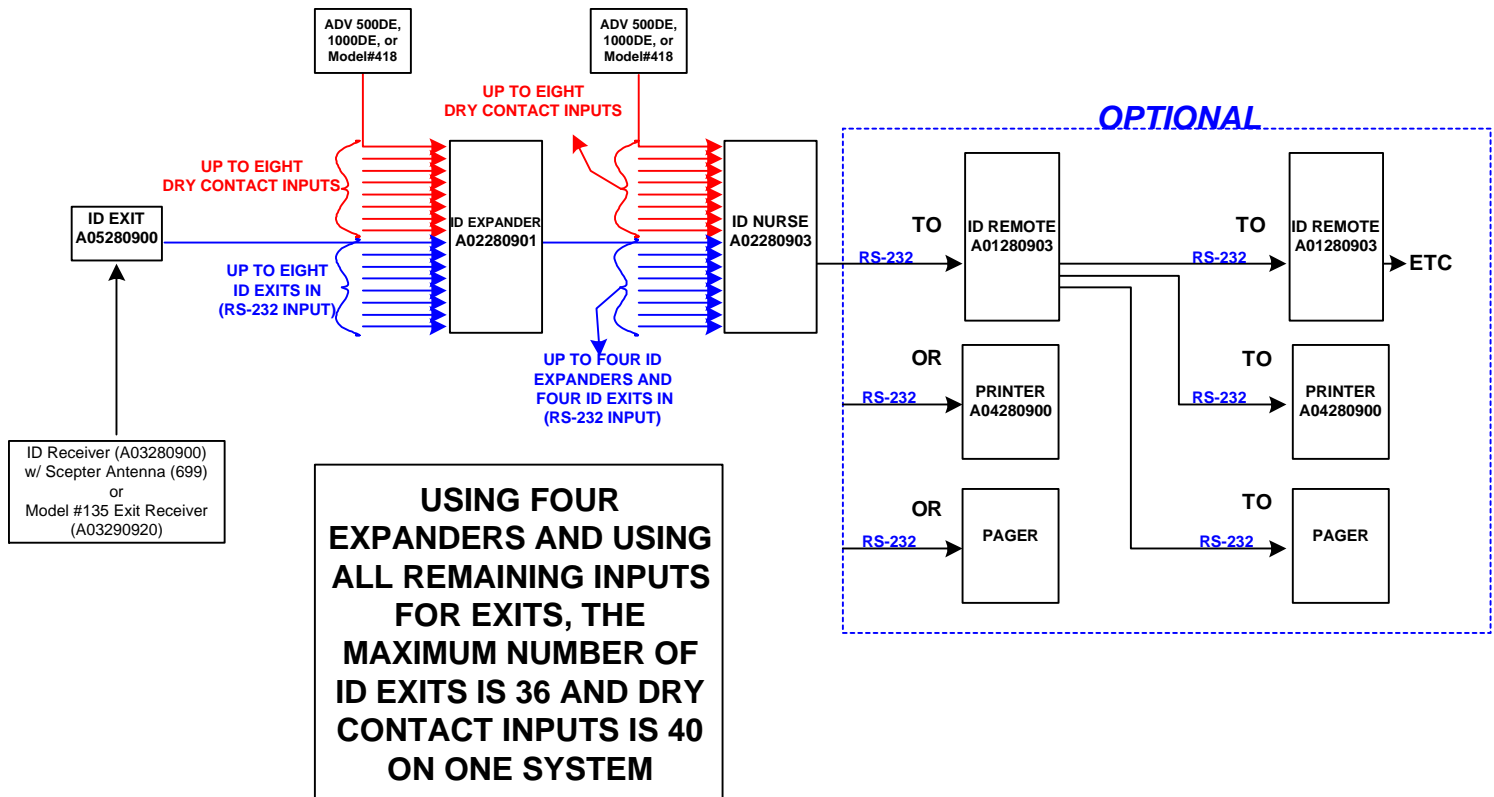 ADV 500DE,
1000DE, or
Model#418
ADV 500DE,
1000DE, or
Model#418
UP TO EIGHT
DRY CONTACT INPUTS
OPTIONAL
UP TO EIGHT
DRY CONTACT INPUTS
ID EXIT
A05280900
ID EXPANDER
A02280901
ID NURSE
A02280903
TO
ID REMOTE
A01280903
TO
ID REMOTE
A01280903
RS-232
RS-232
ETC
UP TO EIGHT
ID EXITS IN
(RS-232 INPUT)
UP TO FOUR ID
EXPANDERS AND
FOUR ID EXITS IN
(RS-232 INPUT)
OR
PRINTER
A04280900
TO
PRINTER
A04280900
RS-232
RS-232
ID Receiver (A03280900)
w/ Scepter Antenna (699)
or
Model #135 Exit Receiver
(A03290920)
OR
PAGER
TO
PAGER
RS-232
RS-232
USING FOUR
EXPANDERS AND USING
ALL REMAINING INPUTS
FOR EXITS, THE
MAXIMUM NUMBER OF
ID EXITS IS 36 AND DRY
CONTACT INPUTS IS 40
ON ONE SYSTEM